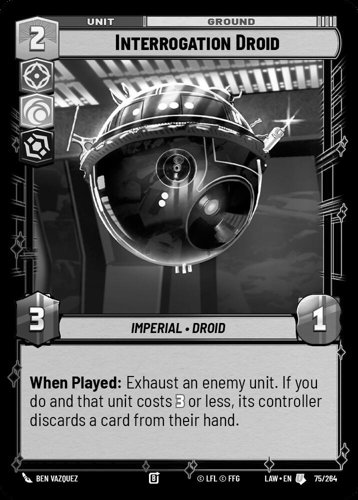 UNIT
GROUND
2
INTERROGATION DROID
3
1
IMPERIAL • DROID
When Played: Exhaust an enemy unit. If you
do and that unit costs 3 or less, its controller
discards a card from their hand.
BEN VAZQUEZ
© LFL © FFG
LAW • EN
75/264